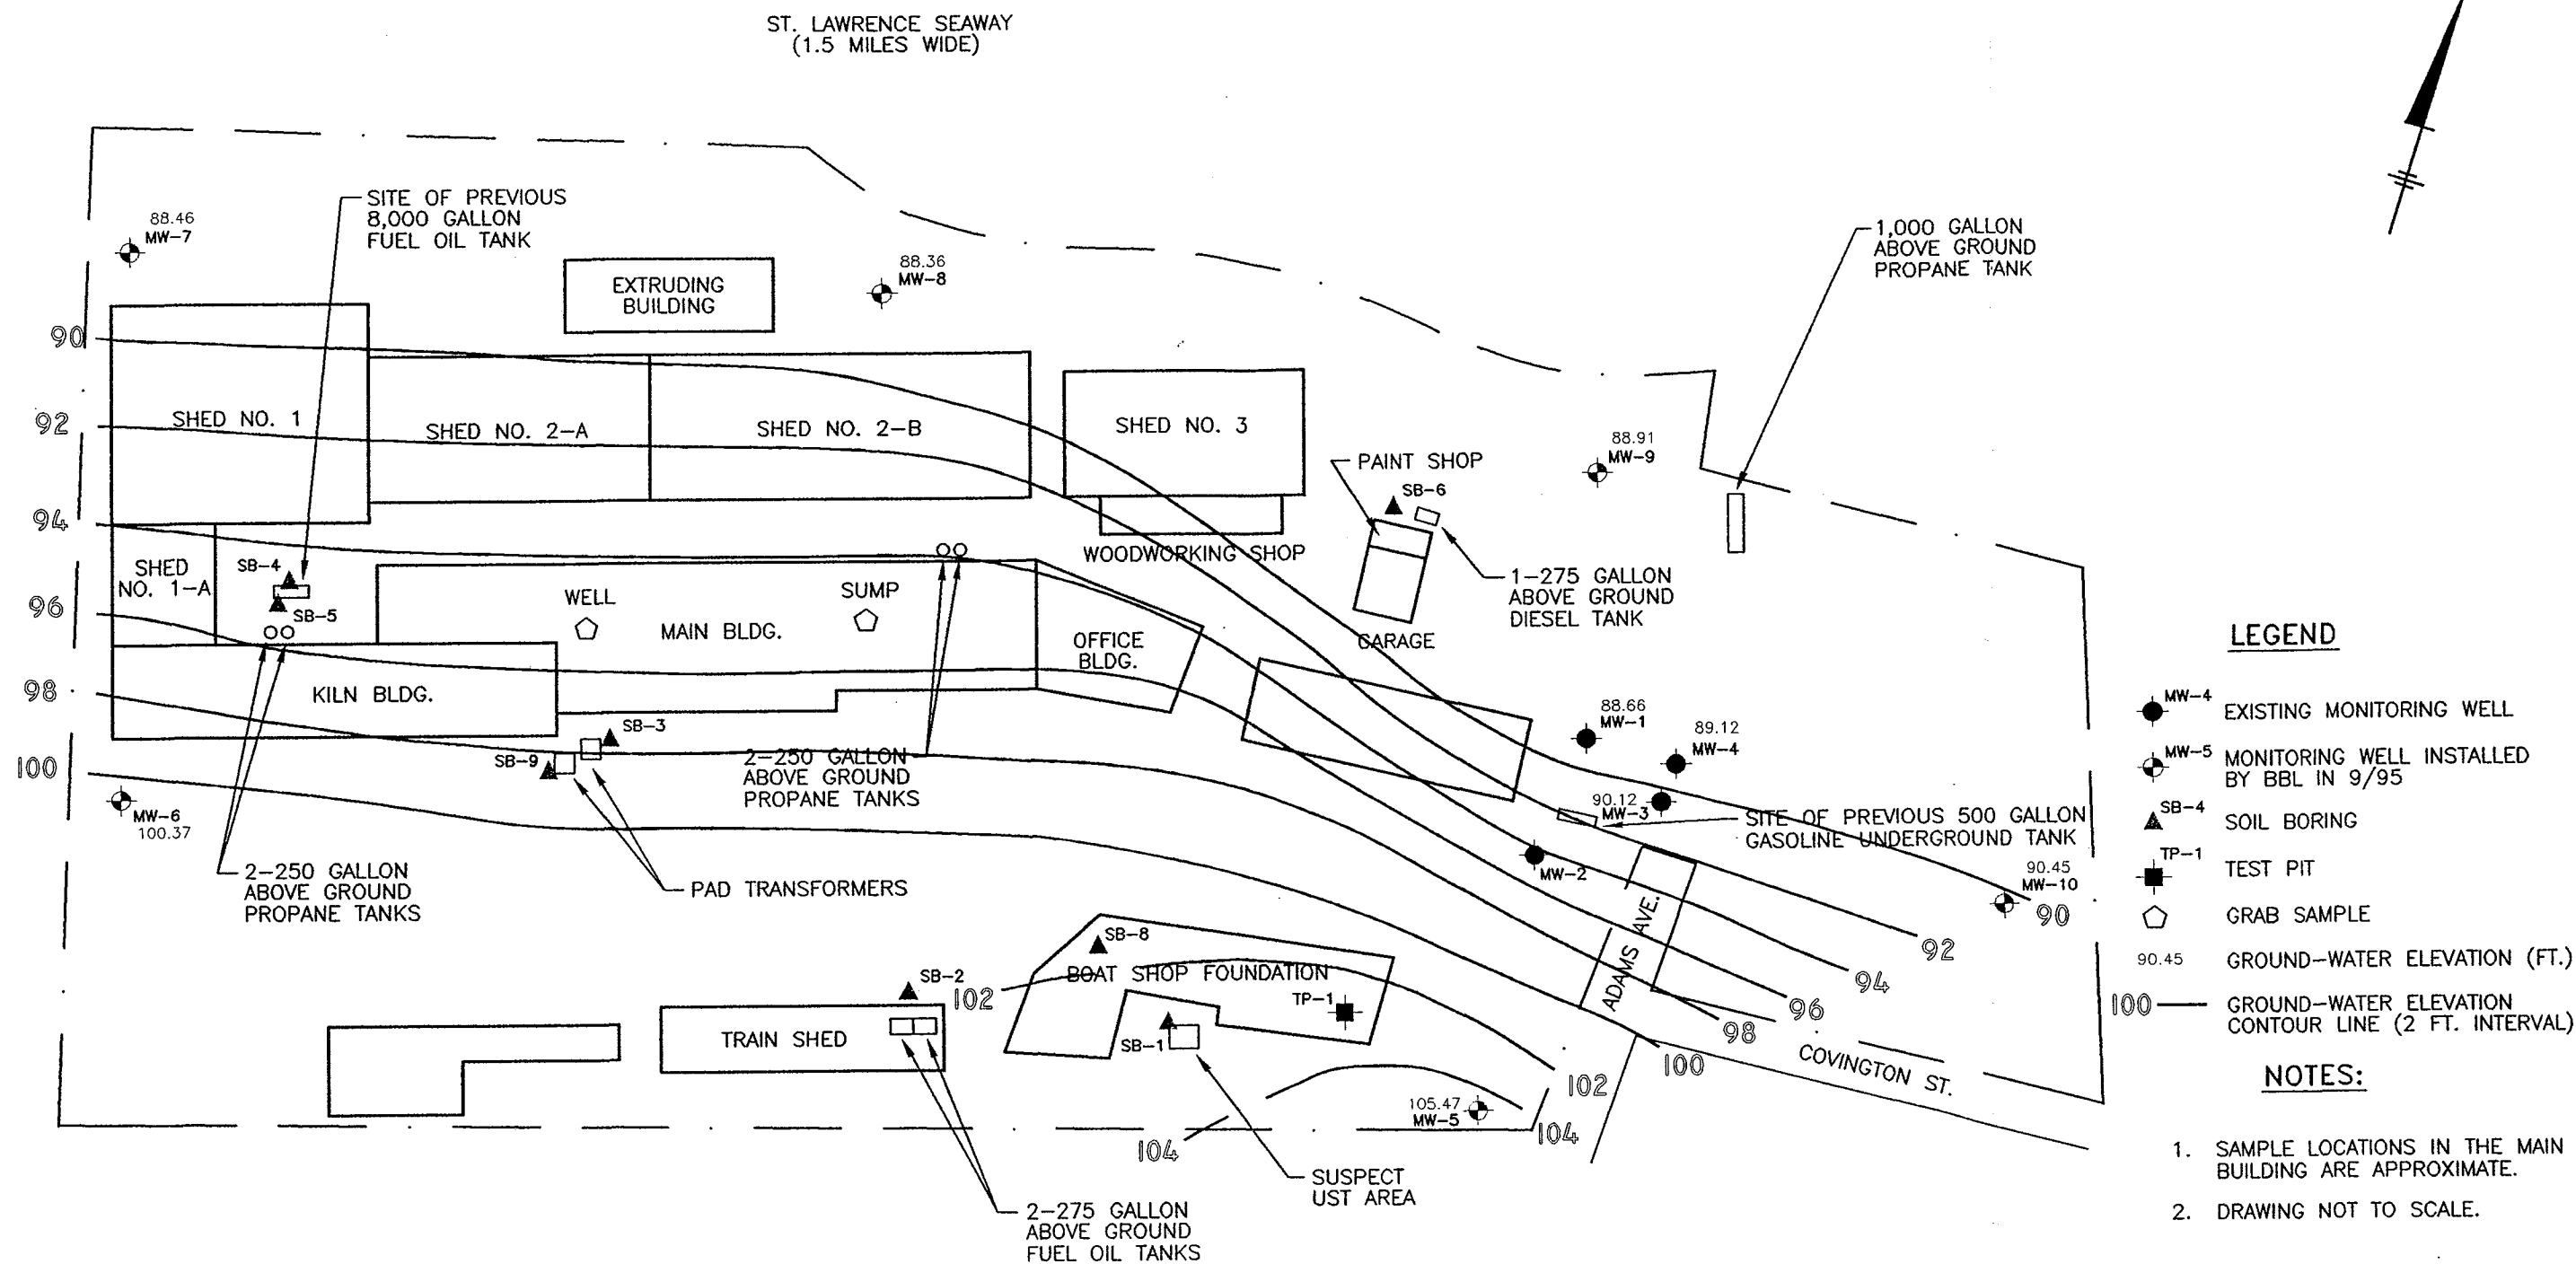 ST. LAWRENCE SEAWAY
(1.5 MILES WIDE)
SITE OF PREVIOUS
8,000 GALLON
FUEL OIL TANK
88.46
MW-7
88.36
MW-8
EXTRUDING
BUILDING
1,000 GALLON
ABOVE GROUND
PROPANE TANK
90
92
94
96
98
100
SHED NO. 1
SHED NO. 2-A
SHED NO. 2-B
SHED NO. 3
PAINT SHOP
SB-6
88.91
MW-9
WOODWORKING SHOP
1-275 GALLON
ABOVE GROUND
DIESEL TANK
GARAGE
SHED
NO. 1-A
SB-4
SB-5
WELL
SUMP
MAIN BLDG.
OFFICE
BLDG.
KILN BLDG.
SB-3
SB-9
2-250 GALLON
ABOVE GROUND
PROPANE TANKS
MW-6
100.37
2-250 GALLON
ABOVE GROUND
PROPANE TANKS
PAD TRANSFORMERS
88.66
MW-1
89.12
MW-4
90.12
MW-3
SITE OF PREVIOUS 500 GALLON
GASOLINE UNDERGROUND TANK
MW-2
90.45
MW-10
90
92
94
96
98
100
102
104
ADAMS AVE.
COVINGTON ST.
SB-8
BOAT SHOP FOUNDATION
SB-2
102
TP-1
TRAIN SHED
SB-1
105.47
MW-5
104
SUSPECT
UST AREA
2-275 GALLON
ABOVE GROUND
FUEL OIL TANKS
LEGEND
MW-4
EXISTING MONITORING WELL
MW-5
MONITORING WELL INSTALLED
BY BBL IN 9/95
SB-4
SOIL BORING
TP-1
TEST PIT
GRAB SAMPLE
90.45
GROUND-WATER ELEVATION (FT.)
100
GROUND-WATER ELEVATION
CONTOUR LINE (2 FT. INTERVAL)
NOTES:
1. SAMPLE LOCATIONS IN THE MAIN
BUILDING ARE APPROXIMATE.
2. DRAWING NOT TO SCALE.